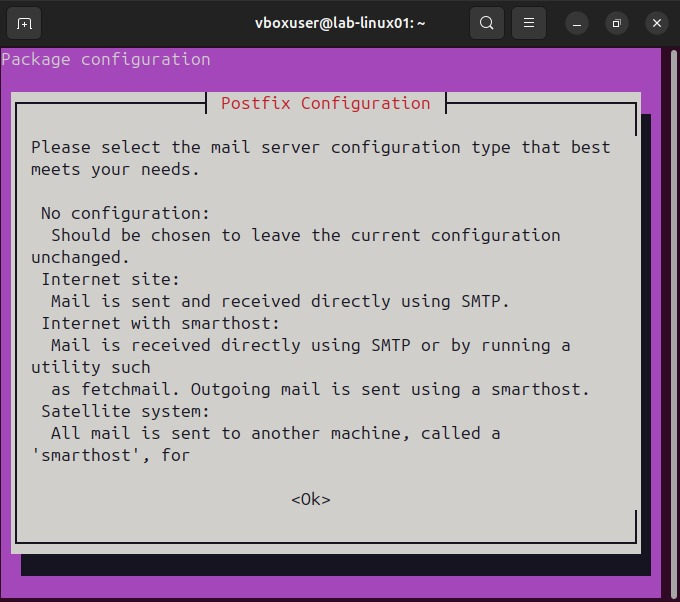 vboxuser@lab-linux01: ~
Package configuration
Postfix Configuration
Please select the mail server configuration type that best
meets your needs.
No configuration:
Should be chosen to leave the current configuration
unchanged.
Internet site:
Mail is sent and received directly using SMTP.
Internet with smarthost:
Mail is received directly using SMTP or by running a
utility such
as fetchmail. Outgoing mail is sent using a smarthost.
Satellite system:
All mail is sent to another machine, called a
'smarthost', for
<Ok>